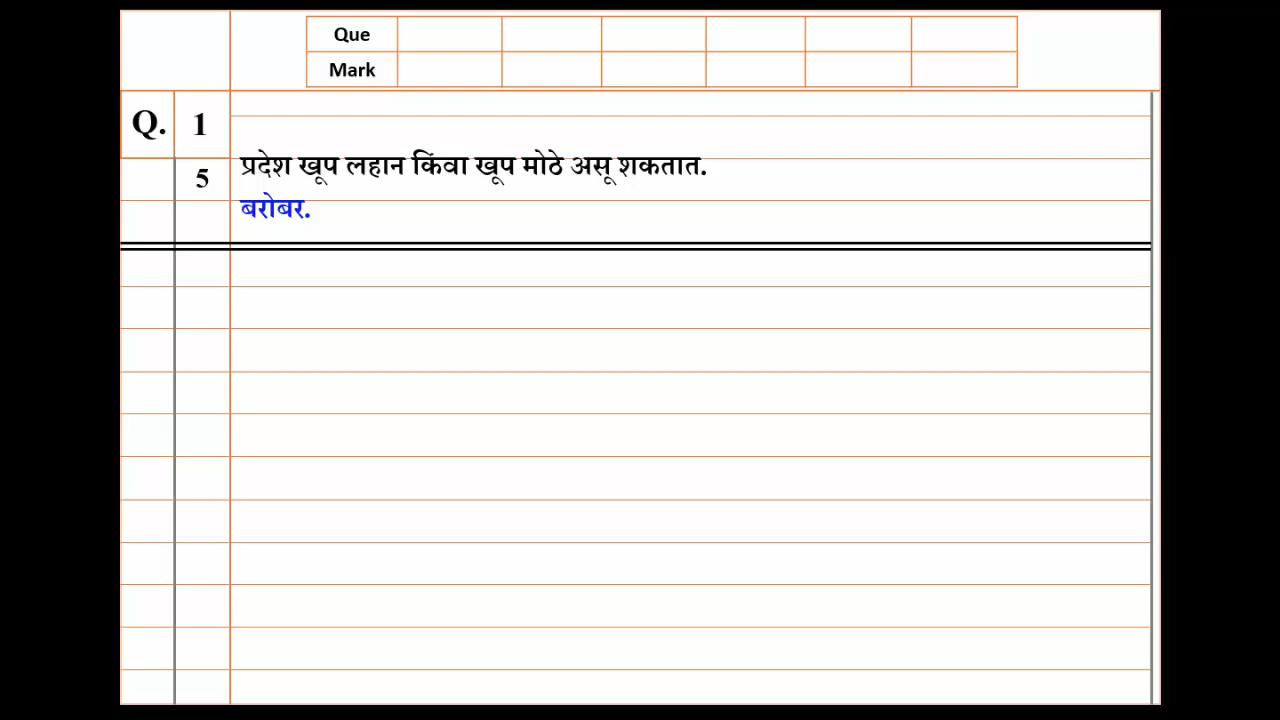 Que
Mark
Q. 1
5 प्रदेश खूप लहान किंवा खूप मोठे असू शकतात.
बरोबर.